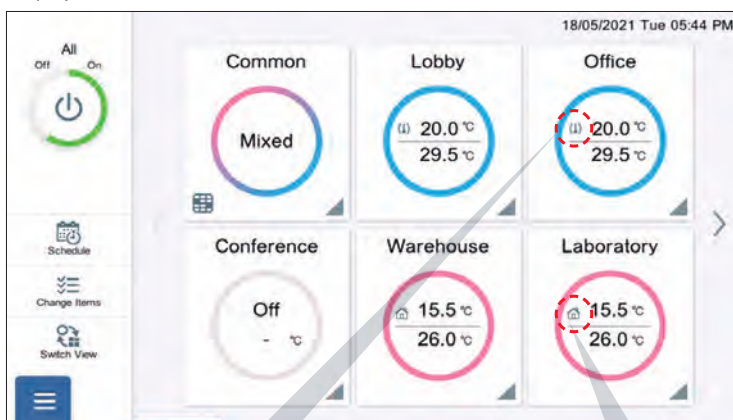 18/05/2021 Tue 05:44 PM
All
Off On
Schedule
Change Items
Switch View
Common
Mixed
Lobby
20.0 ℃
29.5 ℃
Office
20.0 ℃
29.5 ℃
Conference
Off
- ℃
Warehouse
15.5 ℃
26.0 ℃
Laboratory
15.5 ℃
26.0 ℃